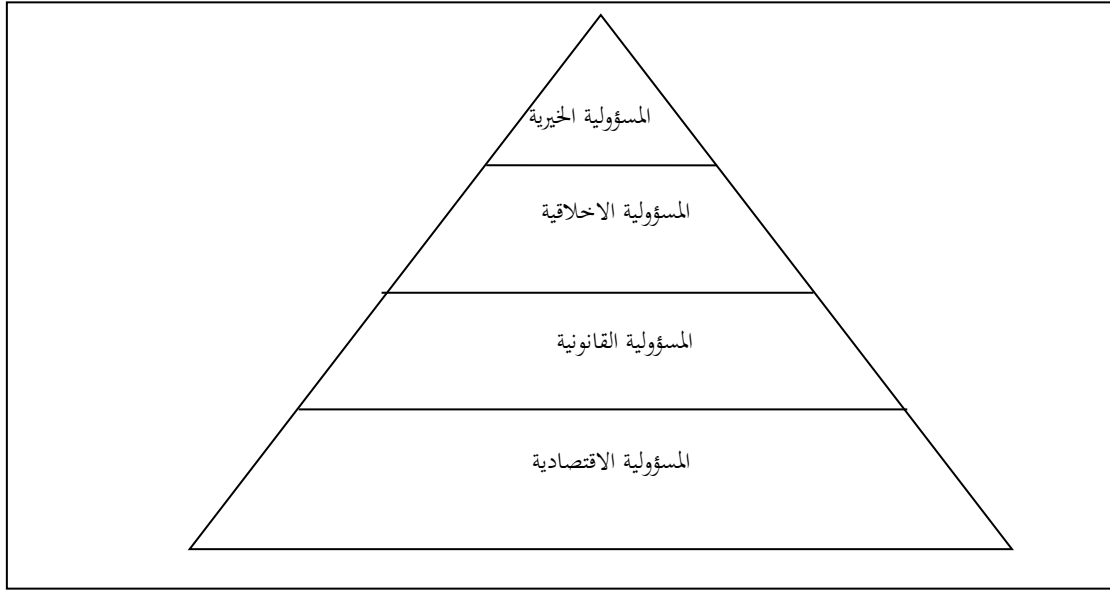 المسؤولية الخيرية
المسؤولية الاخلاقية
المسؤولية القانونية
المسؤولية الاقتصادية